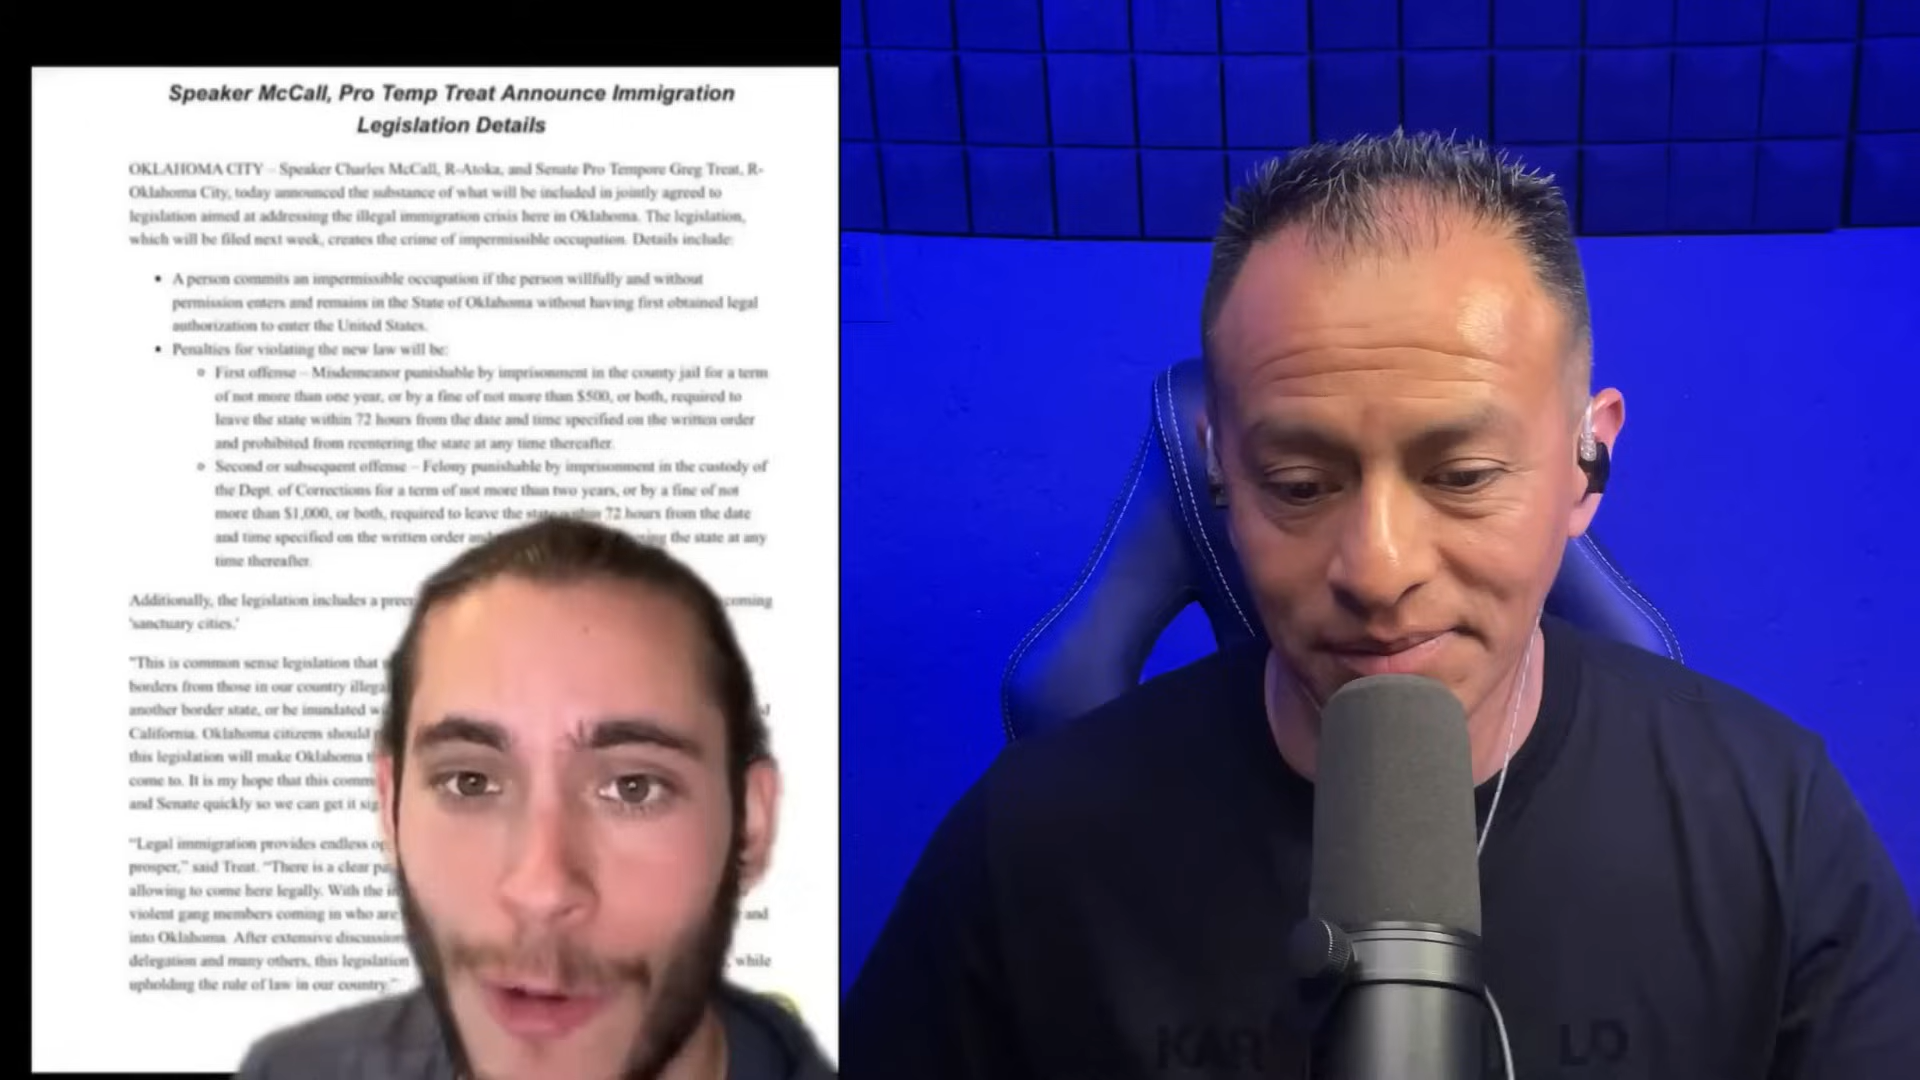 Speaker McCall, Pro Temp Treat Announce Immigration
Legislation Details
OKLAHOMA CITY – Speaker Charles McCall, R-Atoka, and Senate Pro Tempore Greg Treat, R-
Oklahoma City, today announced the substance of what will be included in jointly agreed to
legislation aimed at addressing the illegal immigration crisis here in Oklahoma. The legislation,
which will be filed next week, creates the crime of impermissible occupation. Details include:
• A person commits an impermissible occupation if the person willfully and without
permission enters and remains in the State of Oklahoma without having first obtained legal
authorization to enter the United States.
• Penalties for violating the new law will be:
o First offense – Misdemeanor punishable by imprisonment in the county jail for a term
of not more than one year, or by a fine of not more than $500, or both, required to
leave the state within 72 hours from the date and time specified on the written order
and prohibited from reentering the state at any time thereafter.
o Second or subsequent offense – Felony punishable by imprisonment in the custody of
the Dept. of Corrections for a term of not more than two years, or by a fine of not
more than $1,000, or both, required to leave the state within 72 hours from the date
and time specified on the written order the state at any
time thereafter.
Additionally, the legislation includes a
'sanctuary cities.'
"This is common sense legislation that
borders from those in our country
another border state, or be inundated
California. Oklahoma citizens should
this legislation will make Oklahoma
come to. It is my hope that this
and Senate quickly so we can get it
"Legal immigration provides endless
prosper," said Treat. "There is a clear
allowing to come here legally. With the
violent gang members coming in who are and
into Oklahoma. After extensive
delegation and many others, this legislation , while
upholding the rule of law in our country."